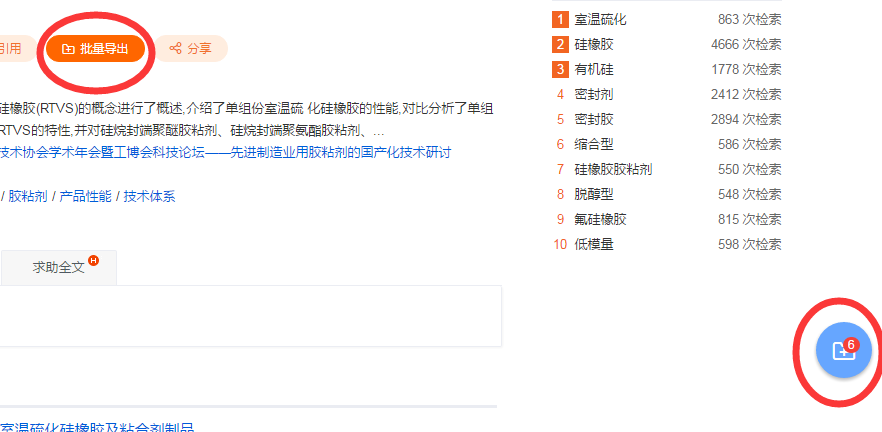 引用
批量导出
分享
硅橡胶(RTVS)的概念进行了概述,介绍了单组份室温硫 化硅橡胶的性能,对比分析了单组
RTVS的特性,并对硅烷封端聚醚胶粘剂、硅烷封端聚氨酯胶粘剂、...
技术协会学术年会暨工博会科技论坛——先进制造业用胶粘剂的国产化技术研讨
/ 胶粘剂 / 产品性能 / 技术体系
求助全文 H
室温硫化硅橡胶及粘合剂制品
1 室温硫化 863 次检索
2 硅橡胶 4666 次检索
3 有机硅 1778 次检索
4 密封剂 2412 次检索
5 密封胶 2894 次检索
6 缩合型 586 次检索
7 硅橡胶胶粘剂 550 次检索
8 脱醇型 548 次检索
9 氟硅橡胶 815 次检索
10 低模量 598 次检索
6